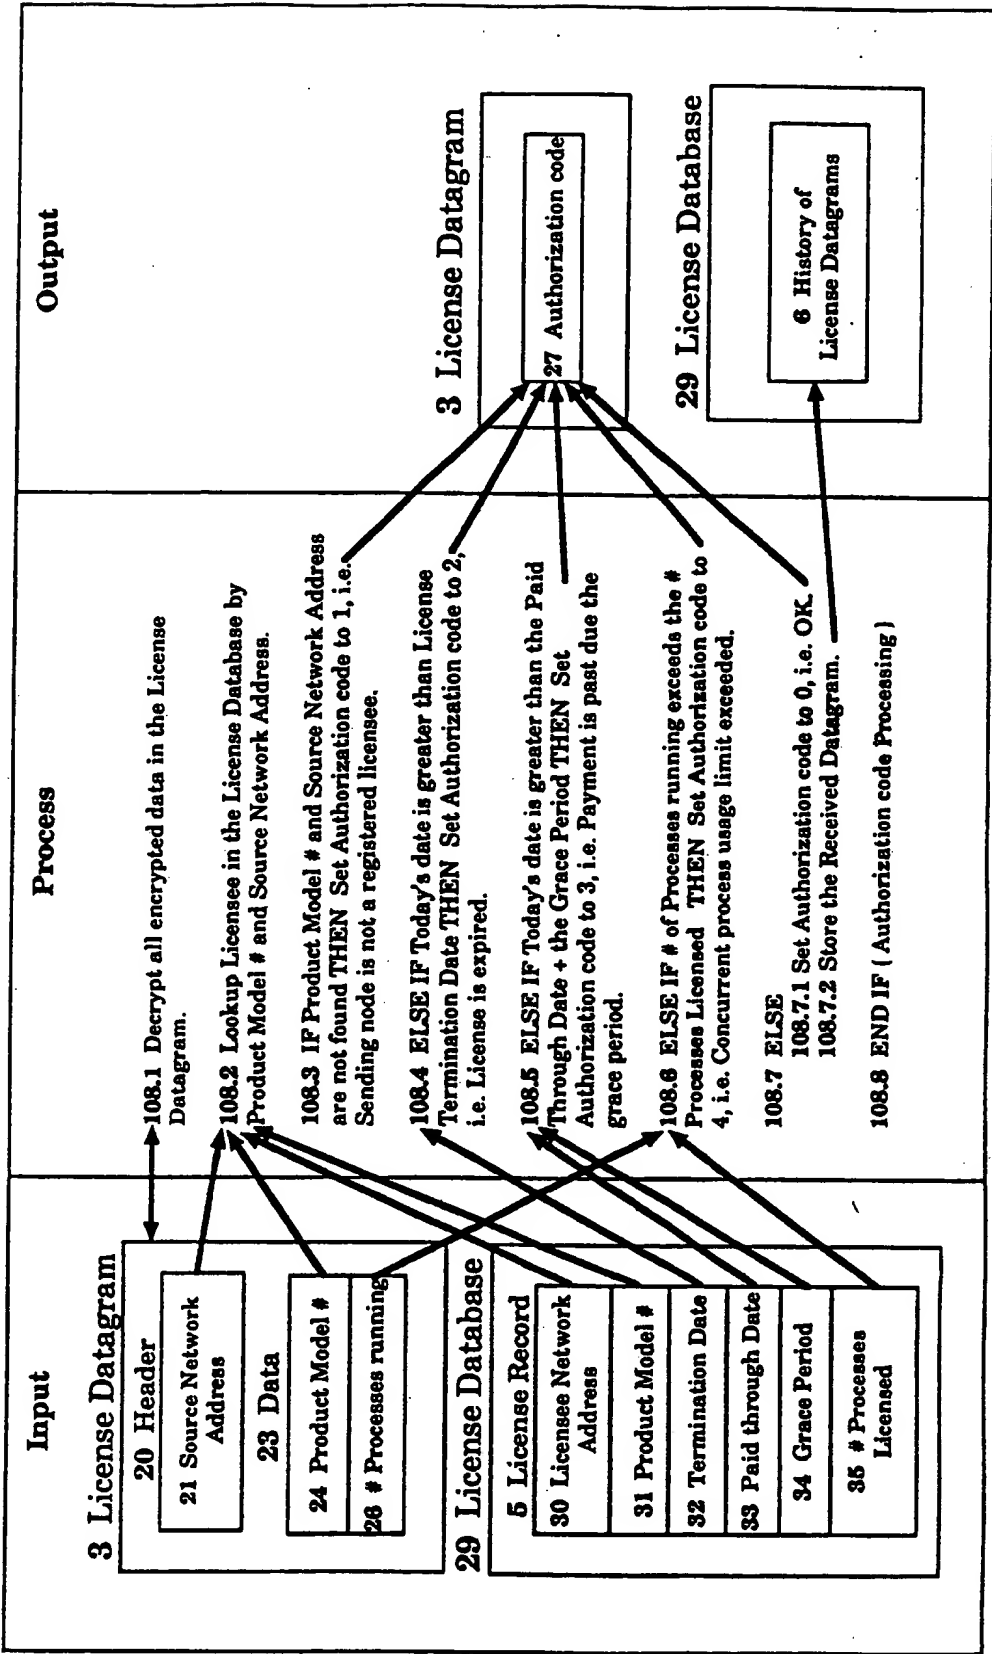 Input
3 License Datagram
20 Header
21 Source Network
Address
23 Data
24 Product Model #
26 # Processes running
29 License Database
5 License Record
30 Licensee Network
Address
31 Product Model #
32 Termination Date
33 Paid through Date
34 Grace Period
35 # Processes
Licensed
Process
108.1 Decrypt all encrypted data in the License
Datagram.
108.2 Lookup Licensee in the License Database by
Product Model # and Source Network Address.
108.3 IF Product Model # and Source Network Address
are not found THEN Set Authorization code to 1, i.e.
Sending node is not a registered licensee.
108.4 ELSE IF Today's date is greater than License
Termination Date THEN Set Authorization code to 2,
i.e. License is expired.
108.5 ELSE IF Today's date is greater than the Paid
Through Date + the Grace Period THEN Set
Authorization code to 3, i.e. Payment is past due the
grace period.
108.6 ELSE IF # of Processes running exceeds the #
Processes Licensed THEN Set Authorization code to
4, i.e. Concurrent process usage limit exceeded.
108.7 ELSE
108.7.1 Set Authorization code to 0, i.e. OK.
108.7.2 Store the Received Datagram.
108.8 END IF { Authorization code Processing }
Output
3 License Datagram
27 Authorization code
29 License Database
6 History of
License Datagrams